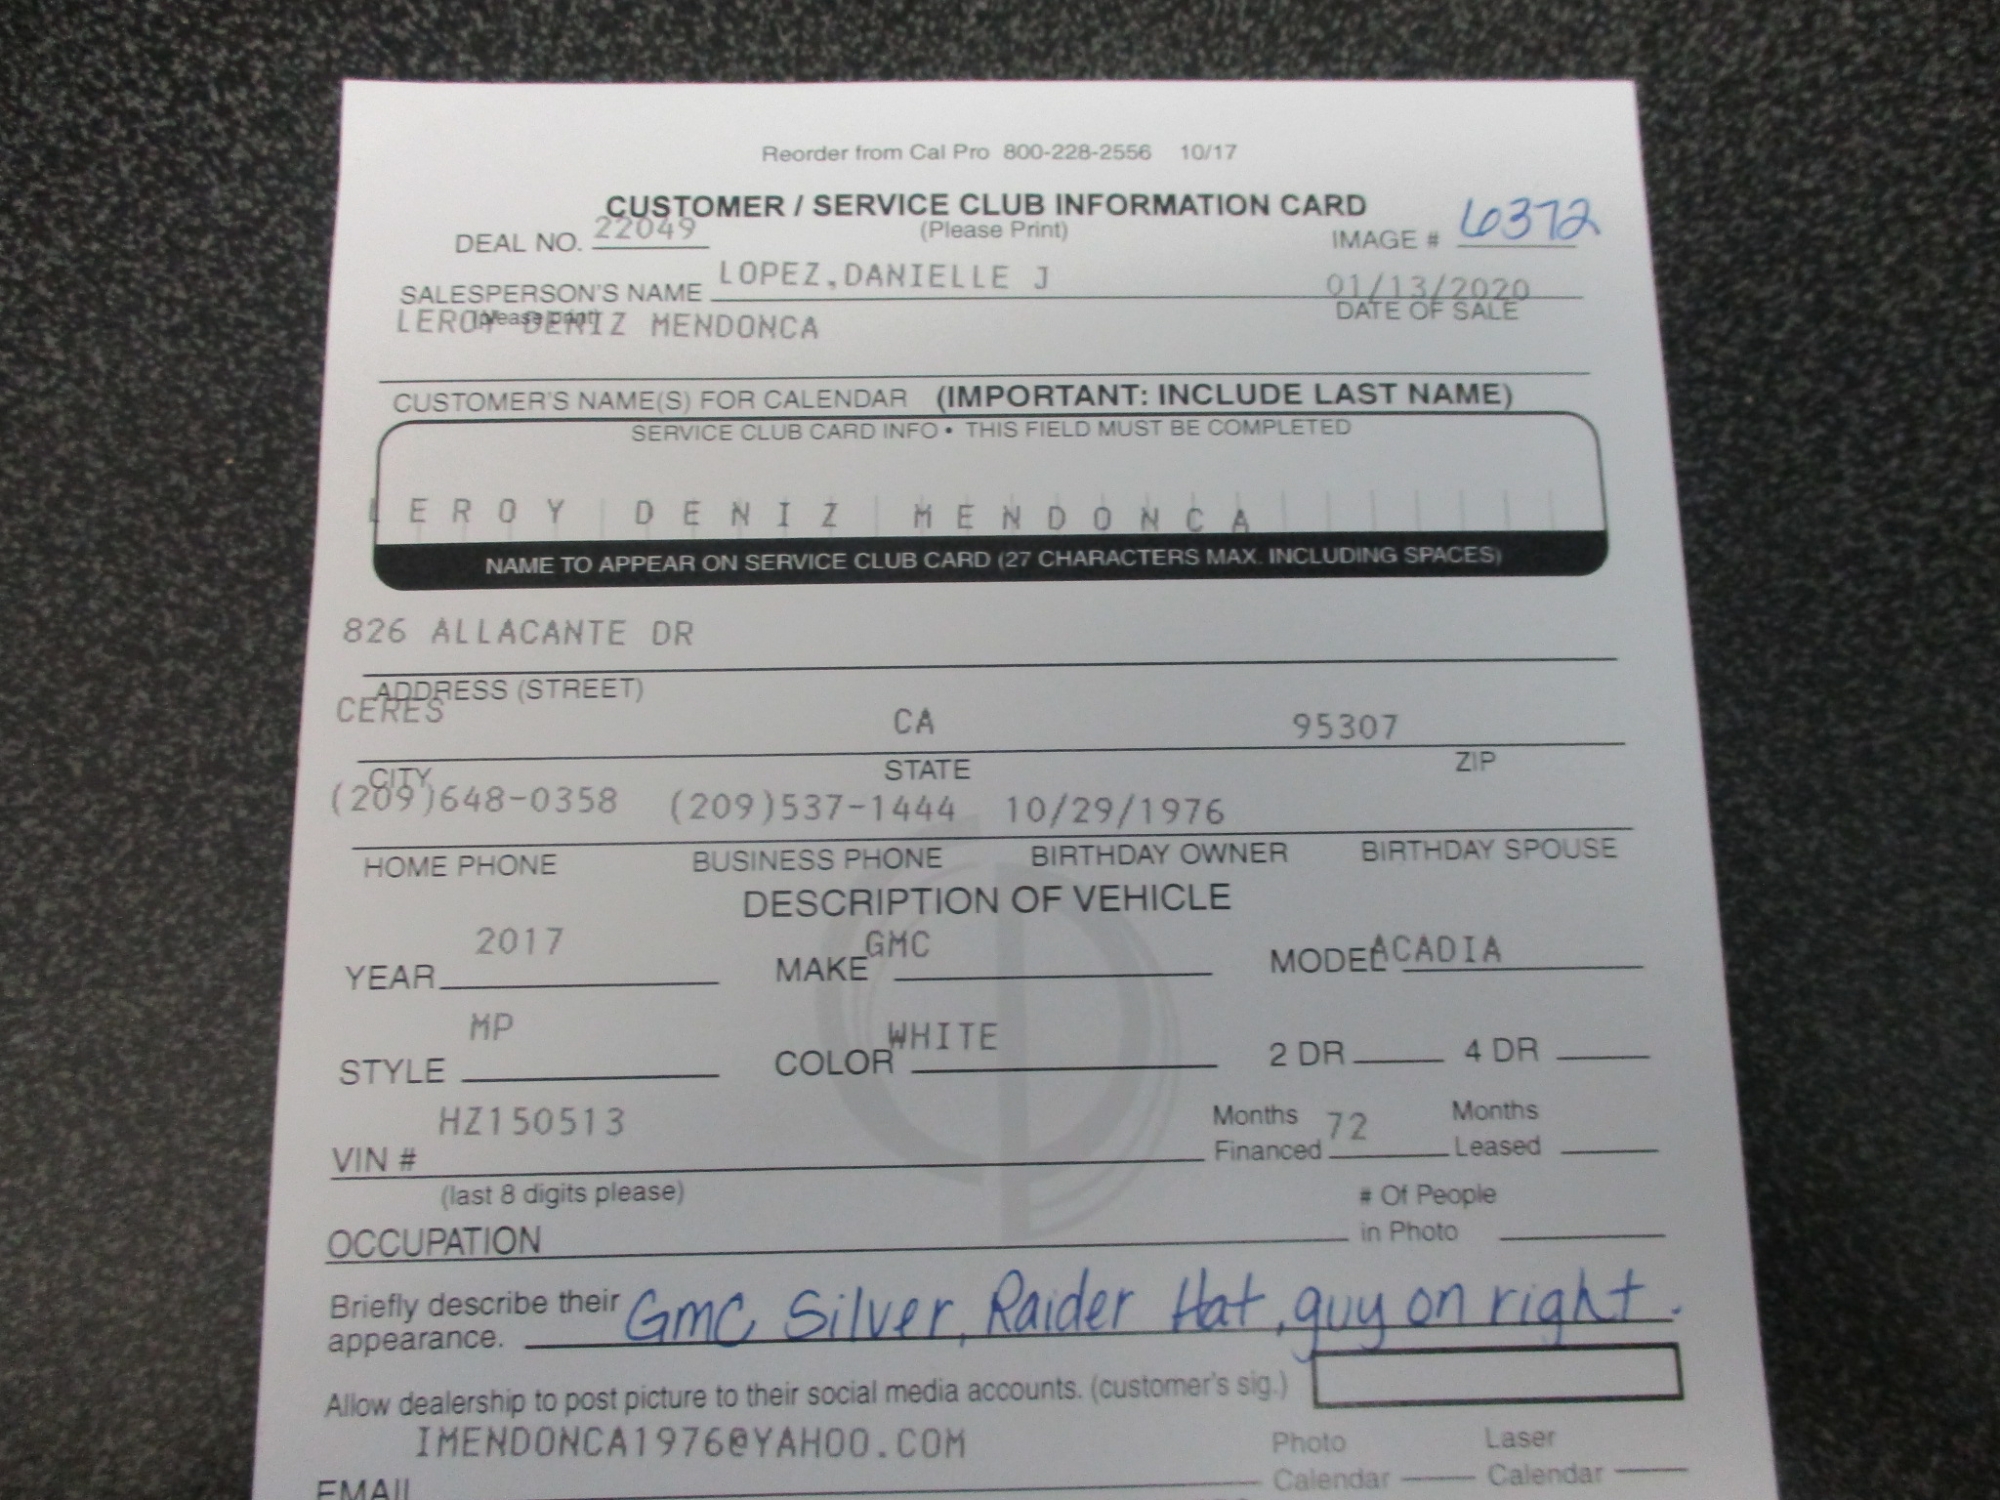 Reorder from Cal Pro 800-228-2556 10/17
CUSTOMER / SERVICE CLUB INFORMATION CARD
DEAL NO. 22049 (Please Print) IMAGE # 6372
SALESPERSON'S NAME LOPEZ,DANIELLE J 01/13/2020
(please print) DATE OF SALE
LEROY DENIZ MENDONCA
CUSTOMER'S NAME(S) FOR CALENDAR (IMPORTANT: INCLUDE LAST NAME)
SERVICE CLUB CARD INFO • THIS FIELD MUST BE COMPLETED
LEROY DENIZ MENDONCA
NAME TO APPEAR ON SERVICE CLUB CARD (27 CHARACTERS MAX. INCLUDING SPACES)
826 ALLACANTE DR
ADDRESS (STREET)
CERES CA 95307
CITY STATE ZIP
(209)648-0358 (209)537-1444 10/29/1976
HOME PHONE BUSINESS PHONE BIRTHDAY OWNER BIRTHDAY SPOUSE
DESCRIPTION OF VEHICLE
YEAR 2017 MAKE GMC MODEL ACADIA
STYLE MP COLOR WHITE 2 DR 4 DR
VIN # HZ150513 Months Financed 72 Months Leased
(last 8 digits please) # Of People
OCCUPATION in Photo
Briefly describe their GMC Silver, Raider Hat, guy on right.
appearance.
Allow dealership to post picture to their social media accounts. (customer's sig.)
IMENDONCA1976@YAHOO.COM Photo Laser
EMAIL Calendar Calendar